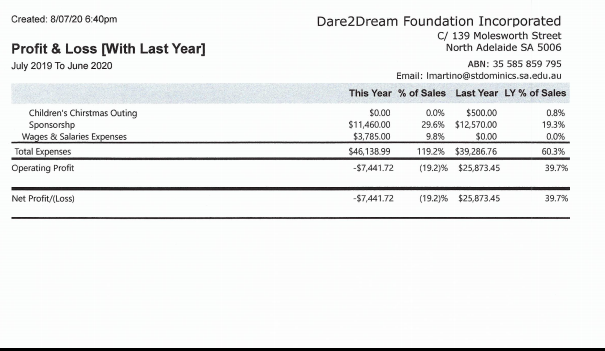 Created: 8/07/20 6:40pm
Dare2Dream Foundation Incorporated
C/ 139 Molesworth Street
North Adelaide SA 5006
Profit & Loss [With Last Year]
July 2019 To June 2020
ABN: 35 585 859 795
Email: lmartino@stdominics.sa.edu.au
This Year % of Sales Last Year LY % of Sales
Children's Chirstmas Outing $0.00 0.0% $500.00 0.8%
Sponsorshp $11,460.00 29.6% $12,570.00 19.3%
Wages & Salaries Expenses $3,785.00 9.8% $0.00 0.0%
Total Expenses $46,138.99 119.2% $39,286.76 60.3%
Operating Profit -$7,441.72 (19.2)% $25,873.45 39.7%
Net Profit/(Loss) -$7,441.72 (19.2)% $25,873.45 39.7%